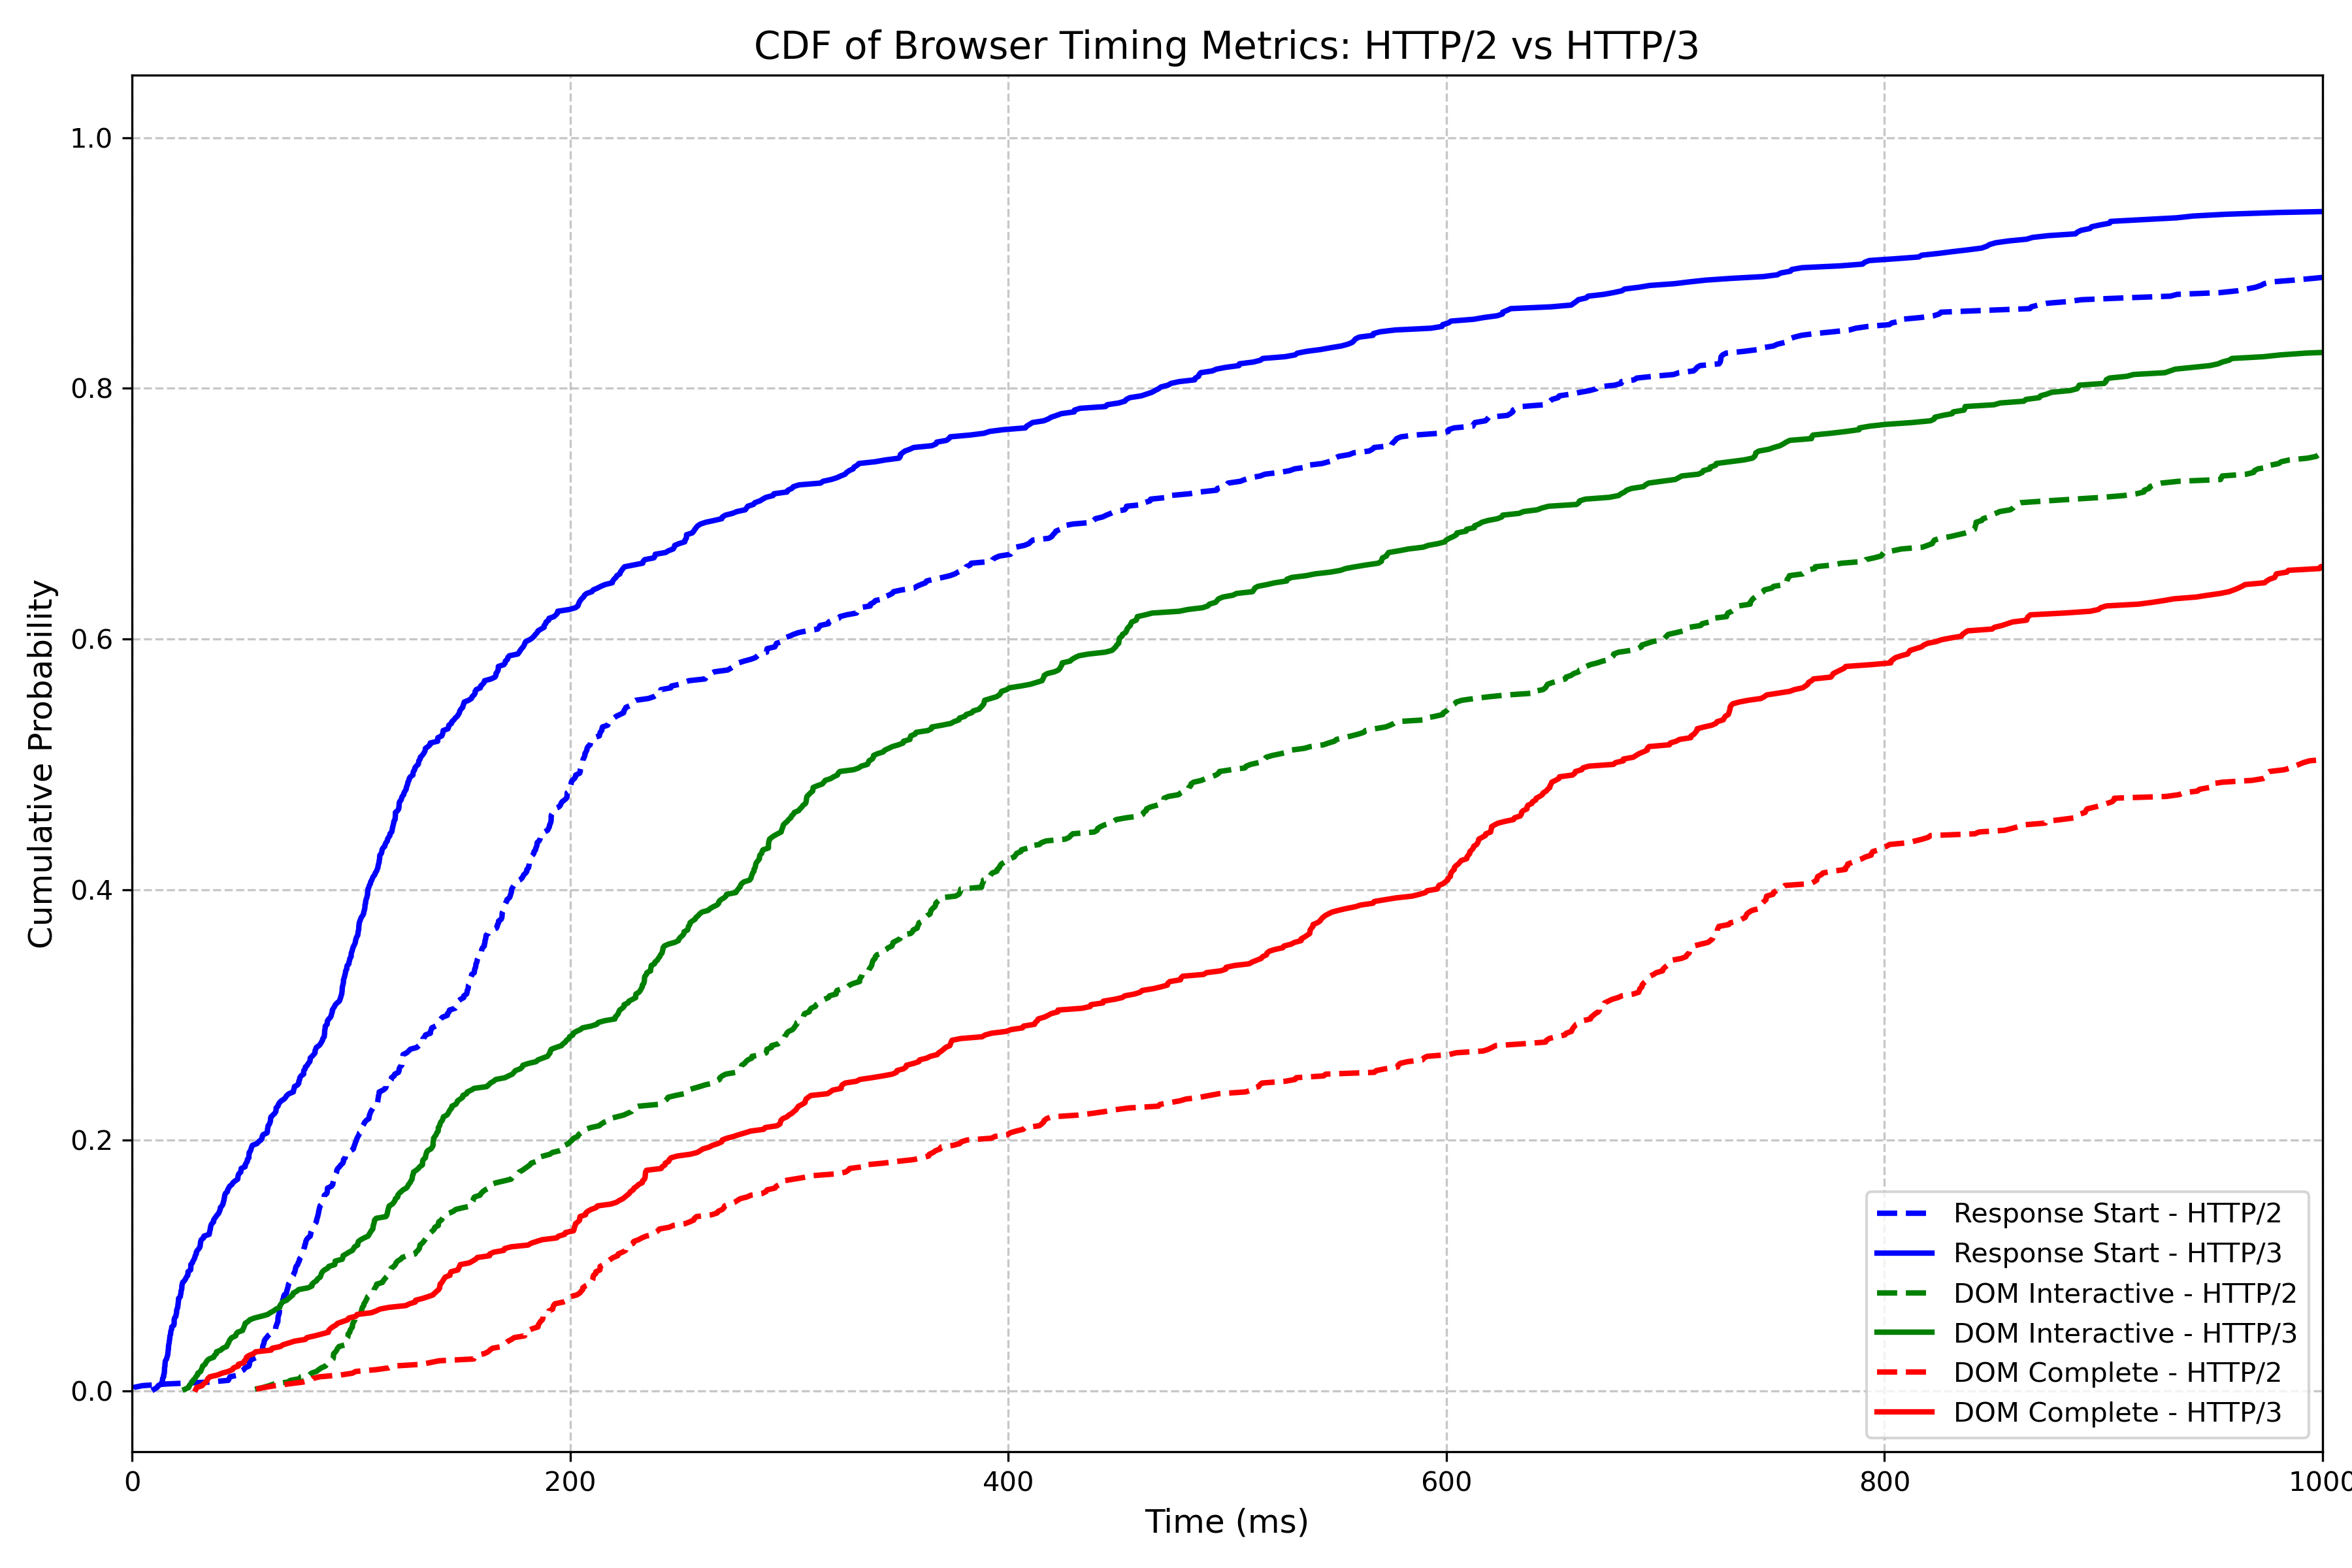 CDF of Browser Timing Metrics: HTTP/2 vs HTTP/3
Cumulative Probability
1.0
0.8
0.6
0.4
0.2
0.0
0
200
400
600
800
1000
Time (ms)
Response Start - HTTP/2
Response Start - HTTP/3
DOM Interactive - HTTP/2
DOM Interactive - HTTP/3
DOM Complete - HTTP/2
DOM Complete - HTTP/3